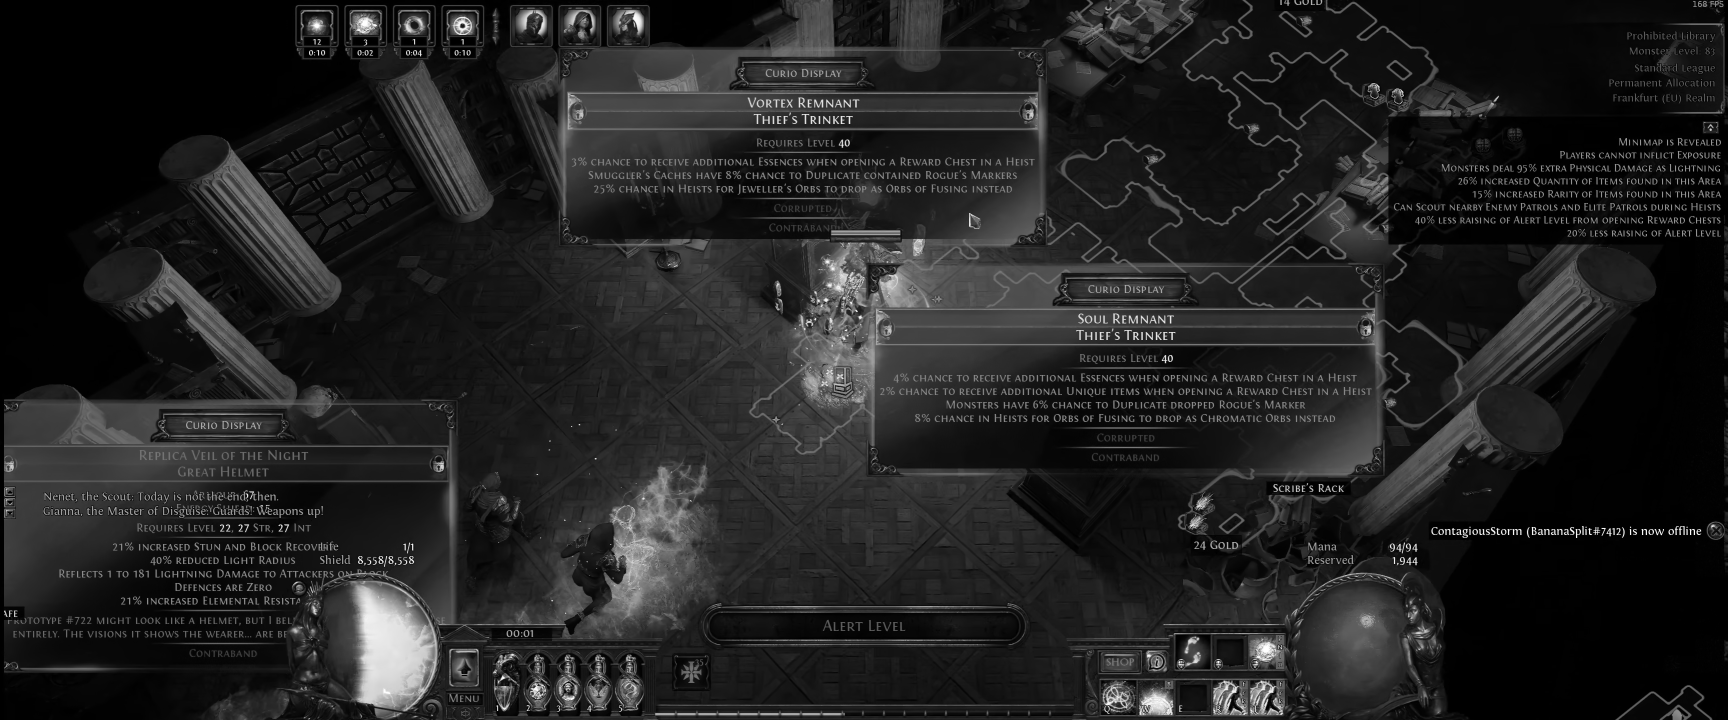 12
3
1
1
0:10
0:02
0:04
0:10
14 GOLD
168 FPS
Prohibited Library
Monster Level 83
Standard League
Permanent Allocation
Frankfurt (EU) Realm
MINIMAP IS REVEALED
PLAYERS CANNOT INFLICT EXPOSURE
MONSTERS DEAL 95% EXTRA PHYSICAL DAMAGE AS LIGHTNING
26% INCREASED QUANTITY OF ITEMS FOUND IN THIS AREA
15% INCREASED RARITY OF ITEMS FOUND IN THIS AREA
CAN SCOUT NEARBY ENEMY PATROLS AND ELITE PATROLS DURING HEISTS
40% LESS RAISING OF ALERT LEVEL FROM OPENING REWARD CHESTS
20% LESS RAISING OF ALERT LEVEL
CURIO DISPLAY
VORTEX REMNANT
THIEF'S TRINKET
REQUIRES LEVEL 40
3% CHANCE TO RECEIVE ADDITIONAL ESSENCES WHEN OPENING A REWARD CHEST IN A HEIST
SMUGGLER'S CACHES HAVE 8% CHANCE TO DUPLICATE CONTAINED ROGUE'S MARKERS
25% CHANCE IN HEISTS FOR JEWELLER'S ORBS TO DROP AS ORBS OF FUSING INSTEAD
CORRUPTED
CONTRABAND
CURIO DISPLAY
SOUL REMNANT
THIEF'S TRINKET
REQUIRES LEVEL 40
4% CHANCE TO RECEIVE ADDITIONAL ESSENCES WHEN OPENING A REWARD CHEST IN A HEIST
2% CHANCE TO RECEIVE ADDITIONAL UNIQUE ITEMS WHEN OPENING A REWARD CHEST IN A HEIST
MONSTERS HAVE 6% CHANCE TO DUPLICATE DROPPED ROGUE'S MARKER
8% CHANCE IN HEISTS FOR ORBS OF FUSING TO DROP AS CHROMATIC ORBS INSTEAD
CORRUPTED
CONTRABAND
CURIO DISPLAY
REPLICA VEIL OF THE NIGHT
GREAT HELMET
Nenet, the Scout: Today is not the end, then.
Gianna, the Master of Disguise: Guards! Weapons up!
REQUIRES LEVEL 22, 27 STR, 27 INT
21% INCREASED STUN AND BLOCK RECOVERY
40% REDUCED LIGHT RADIUS
REFLECTS 1 TO 181 LIGHTNING DAMAGE TO ATTACKERS ON BLOCK
DEFENCES ARE ZERO
21% INCREASED ELEMENTAL RESISTA
PROTOTYPE #722 MIGHT LOOK LIKE A HELMET, BUT I BEL
ENTIRELY. THE VISIONS IT SHOWS THE WEARER... ARE BE
CONTRABAND
Life 1/1
Shield 8,558/8,558
SCRIBE'S RACK
24 GOLD
ContagiousStorm (BananaSplit#7412) is now offline
Mana 94/94
Reserved 1,944
00:01
ALERT LEVEL
MENU
1 2 3 4 5
15
SHOP
Q W E